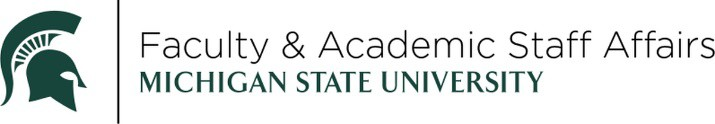 Faculty & Academic Staff Affairs
MICHIGAN STATE UNIVERSITY